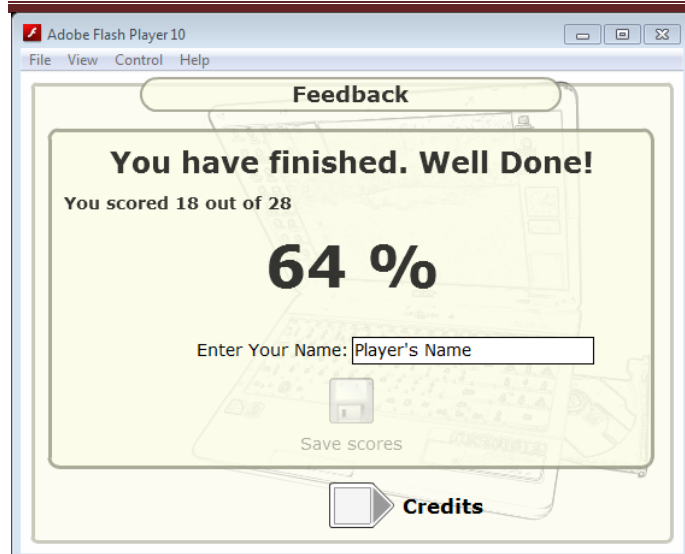 Adobe Flash Player 10
File View Control Help
Feedback
You have finished. Well Done!
You scored 18 out of 28
64 %
Enter Your Name: Player's Name
Save scores
Credits